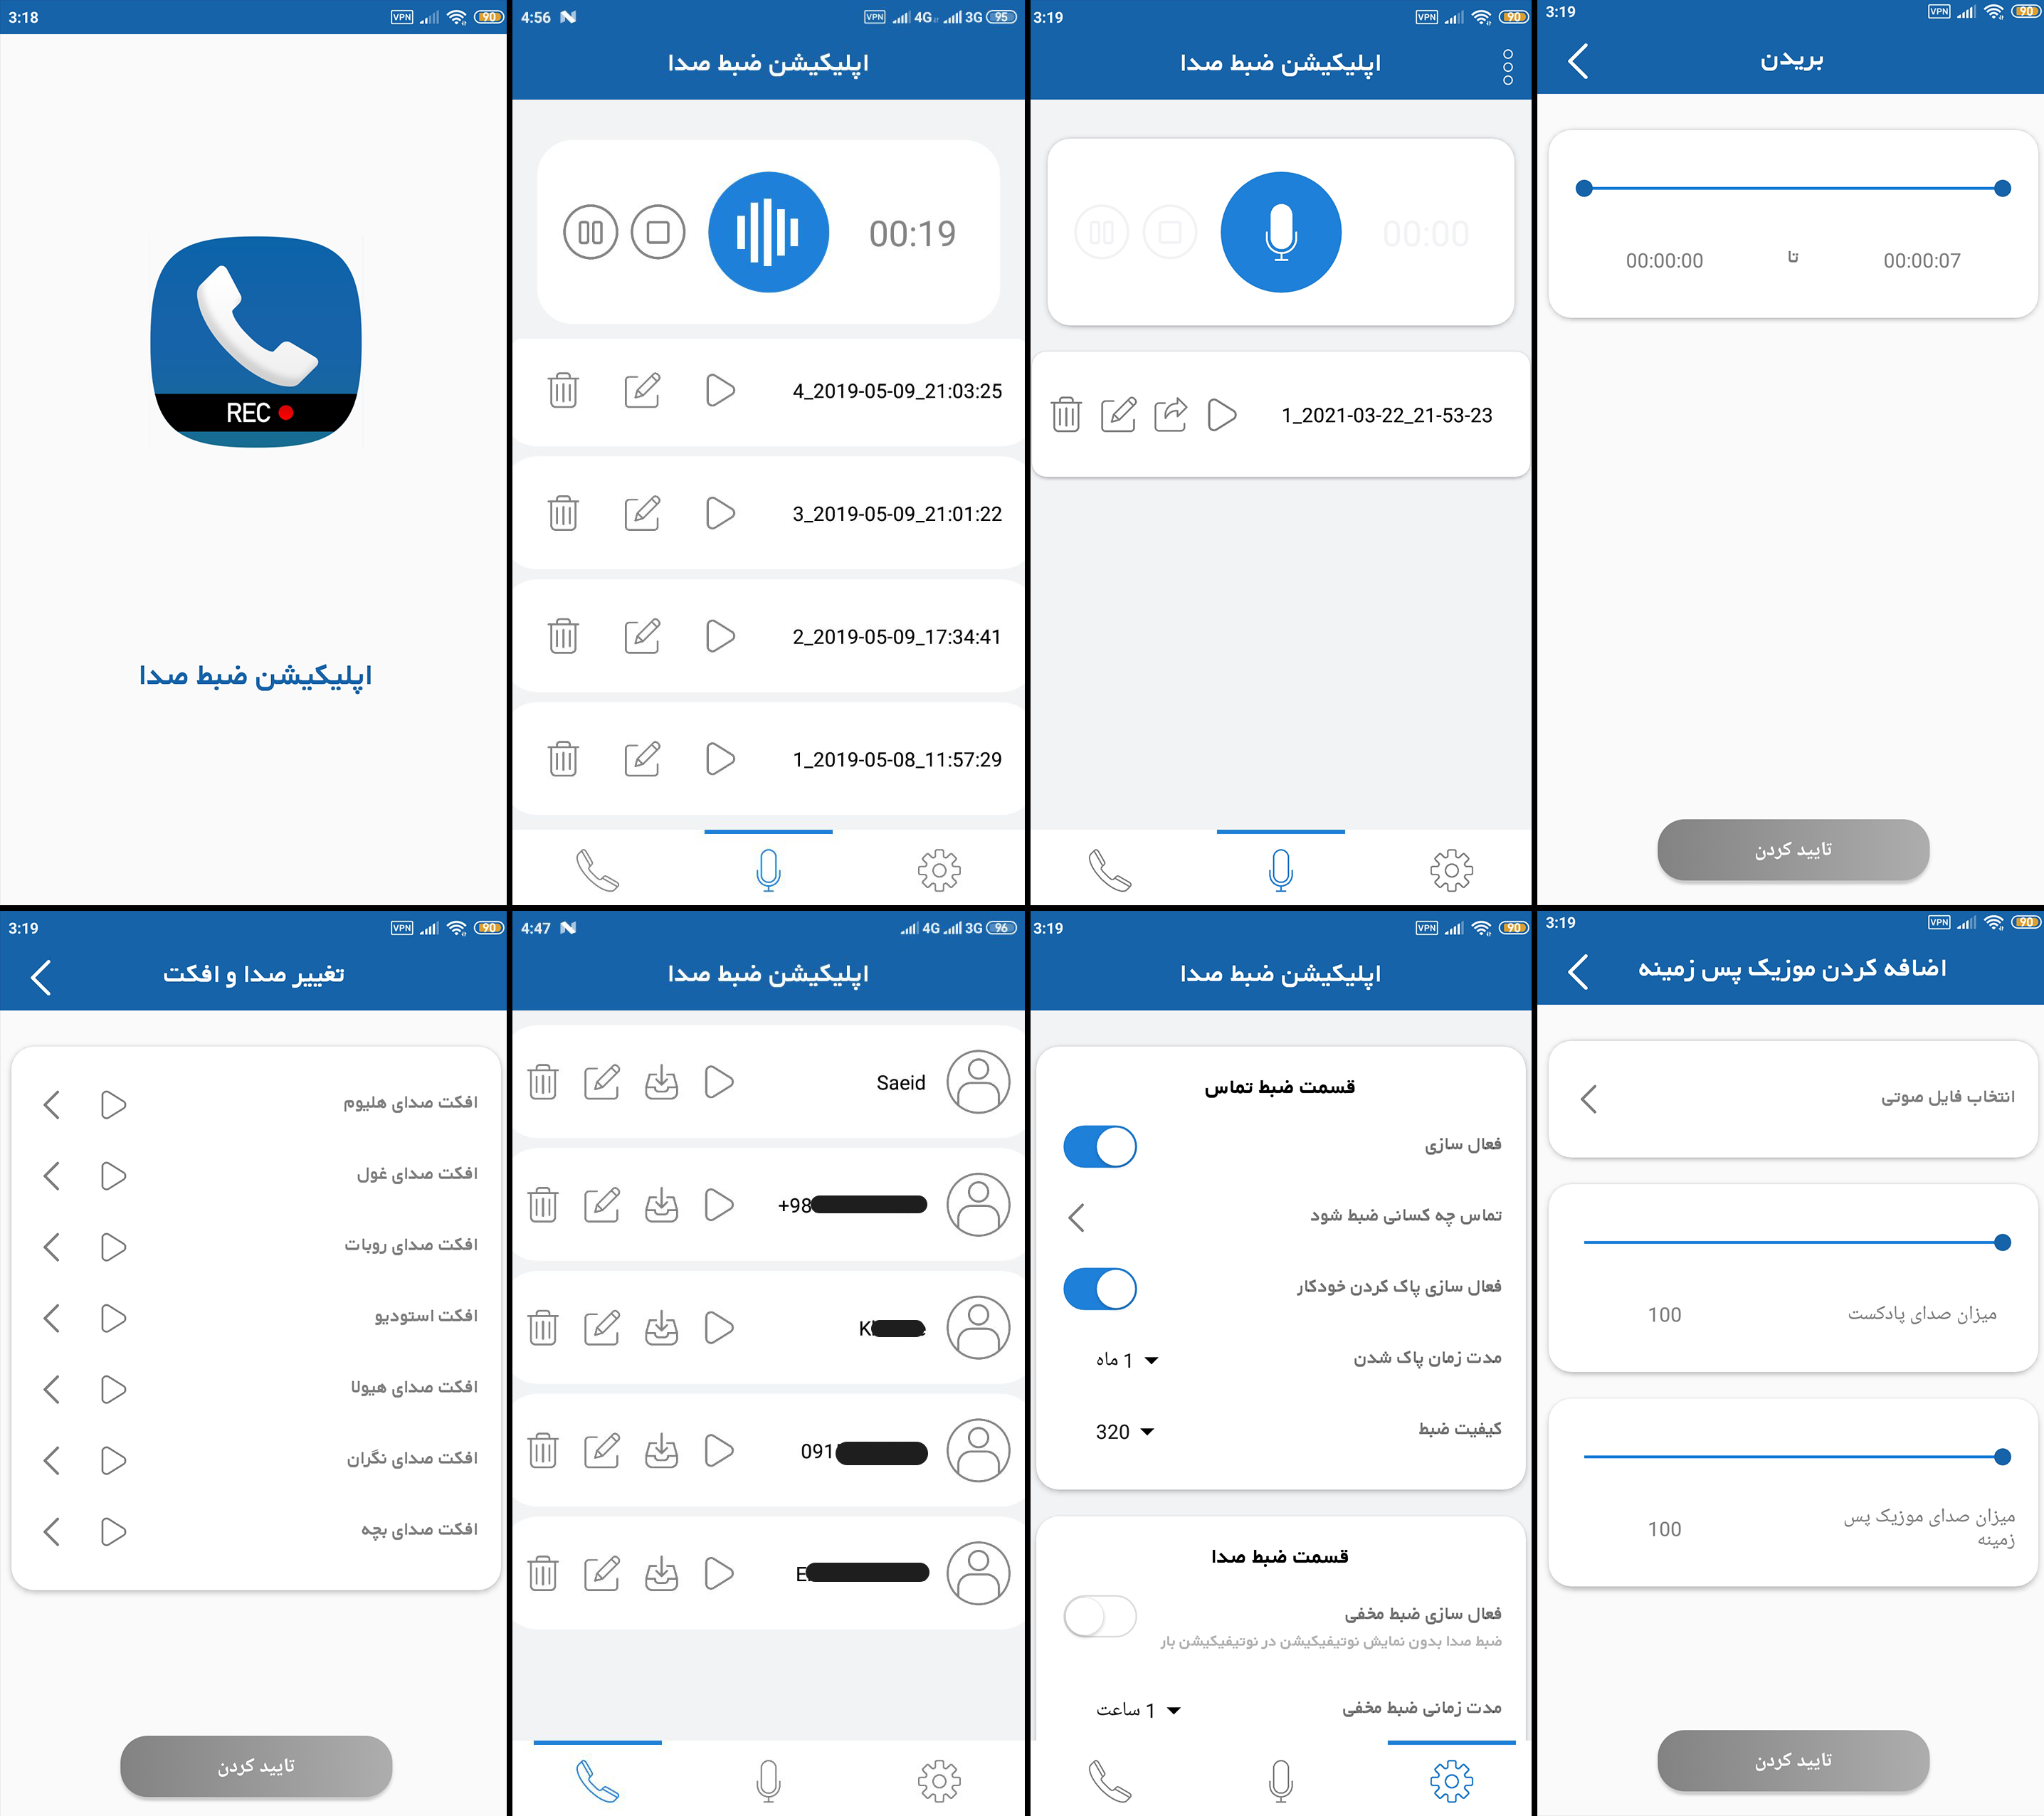 3:18
VPN
90
REC
اپلیکیشن ضبط صدا
4:56
VPN
4G
3G
95
اپلیکیشن ضبط صدا
00:19
4_2019-05-09_21:03:25
3_2019-05-09_21:01:22
2_2019-05-09_17:34:41
1_2019-05-08_11:57:29
3:19
VPN
90
اپلیکیشن ضبط صدا
00:00
1_2021-03-22_21-53-23
3:19
VPN
90
بریدن
00:00:00
تا
00:00:07
تایید کردن
3:19
VPN
90
تغییر صدا و افکت
افکت صدای هلیوم
افکت صدای غول
افکت صدای روبات
افکت استودیو
افکت صدای هیولا
افکت صدای نگران
افکت صدای بچه
تایید کردن
4:47
4G
3G
96
اپلیکیشن ضبط صدا
Saeid
+98
K
091
E
3:19
VPN
90
اپلیکیشن ضبط صدا
قسمت ضبط تماس
فعال سازی
تماس چه کسانی ضبط شود
فعال سازی پاک کردن خودکار
مدت زمان پاک شدن
1 ماه
کیفیت ضبط
320
قسمت ضبط صدا
فعال سازی ضبط مخفی
ضبط صدا بدون نمایش نوتیفیکیشن در نوتیفیکیشن بار
مدت زمانی ضبط مخفی
1 ساعت
3:19
VPN
90
اضافه کردن موزیک پس زمینه
انتخاب فایل صوتی
میزان صدای پادکست
100
میزان صدای موزیک پس
زمینه
100
تایید کردن